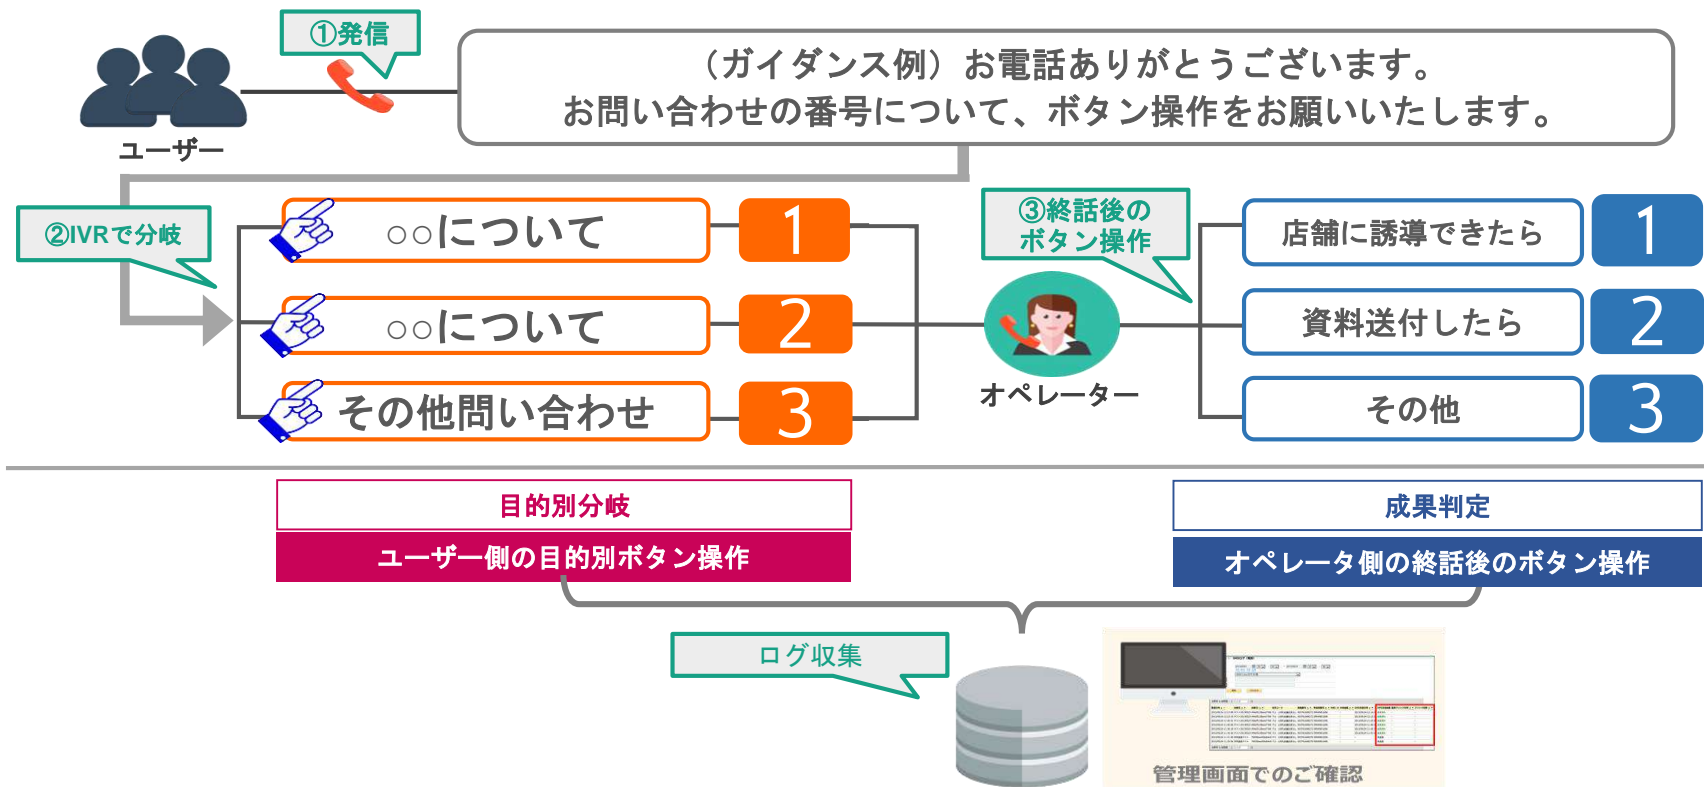 ①発信
(ガイダンス例)お電話ありがとうございます。
お問い合わせの番号について、ボタン操作をお願いいたします。
ユーザー
②IVRで分岐
○○について
1
○○について
2
その他問い合わせ
3
③終話後の
ボタン操作
オペレーター
店舗に誘導できたら
1
資料送付したら
2
その他
3
目的別分岐
ユーザー側の目的別ボタン操作
成果判定
オペレータ側の終話後のボタン操作
ログ収集
管理画面でのご確認